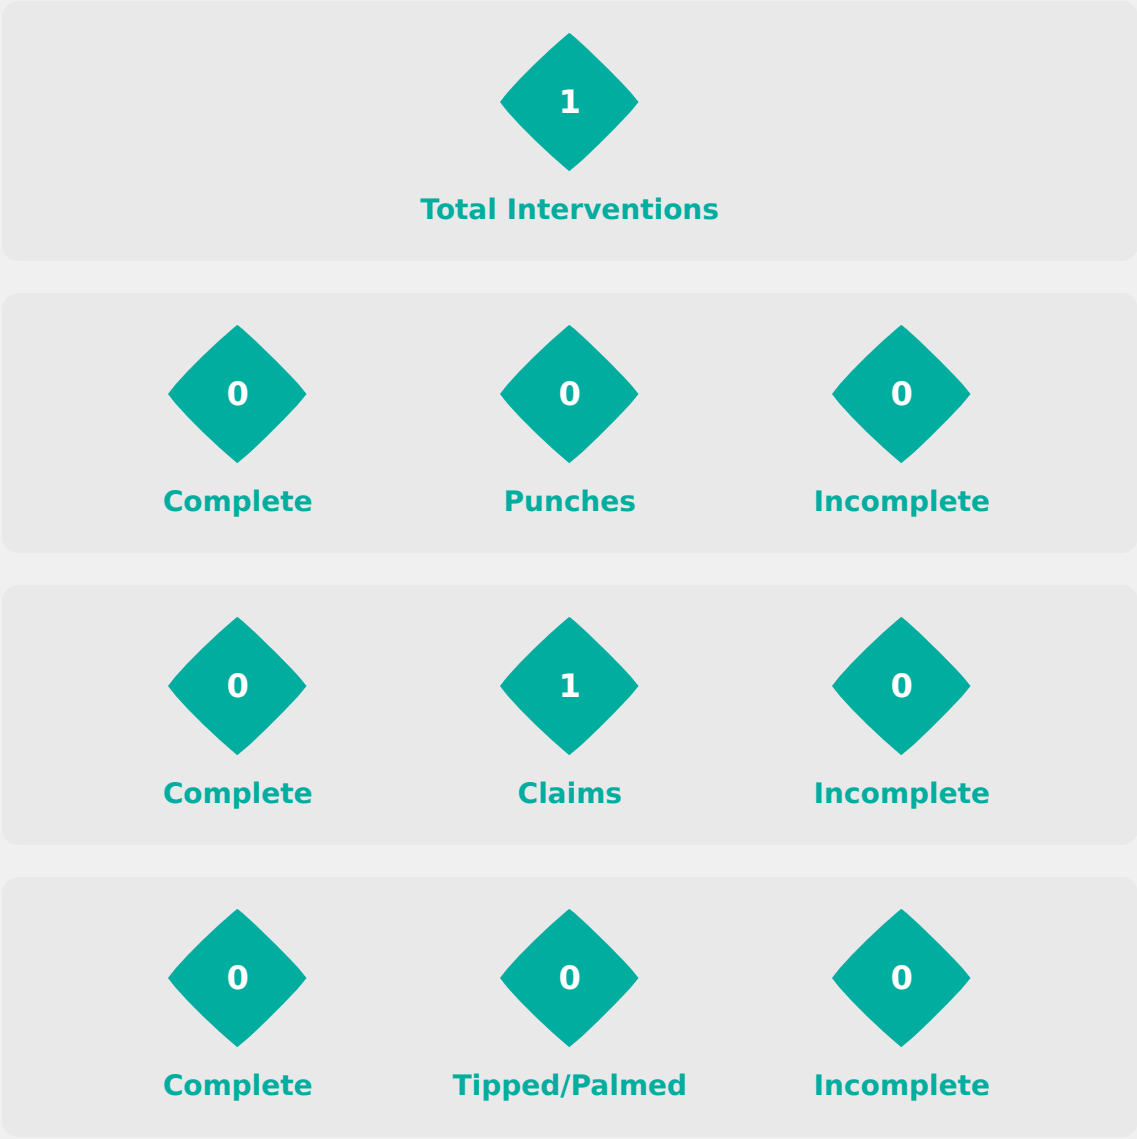 1
Total Interventions
0 0 0
Complete Punches Incomplete
0 1 0
Complete Claims Incomplete
0 0 0
Complete Tipped/Palmed Incomplete